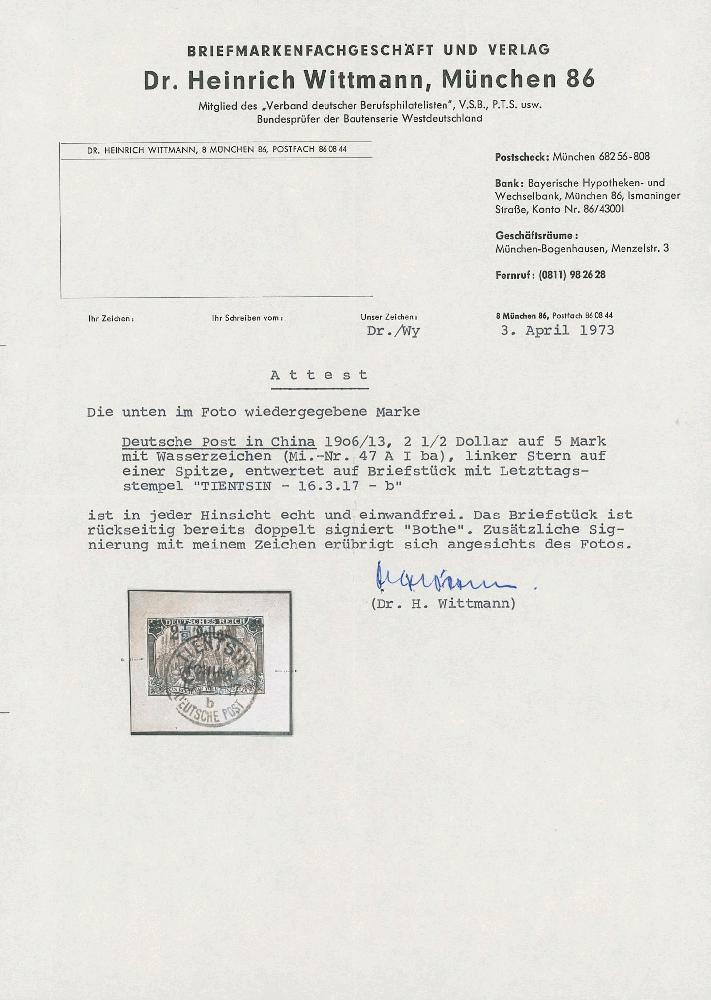 BRIEFMARKENFACHGESCHÄFT UND VERLAG
Dr. Heinrich Wittmann, München 86
Mitglied des „Verband deutscher Berufsphilatelisten", V.S.B., P.T.S. usw.
Bundesprüfer der Bautenserie Westdeutschland
DR. HEINRICH WITTMANN, 8 MÜNCHEN 86, POSTFACH 86 08 44
Postscheck: München 682 56-808
Bank: Bayerische Hypotheken- und
Wechselbank, München 86, Ismaninger
Straße, Konto Nr. 86/43001
Geschäftsräume:
München-Bogenhausen, Menzelstr. 3
Fernruf: (0811) 98 26 28
Ihr Zeichen: Ihr Schreiben vom: Unser Zeichen: 8 München 86, Postfach 86 08 44
Dr./Wy 3. April 1973
Attest
Die unten im Foto wiedergegebene Marke
Deutsche Post in China 1906/13, 2 1/2 Dollar auf 5 Mark
mit Wasserzeichen (Mi.-Nr. 47 A I ba), linker Stern auf
einer Spitze, entwertet auf Briefstück mit Letzttags-
stempel "TIENTSIN - 16.3.17 - b"
ist in jeder Hinsicht echt und einwandfrei. Das Briefstück ist
rückseitig bereits doppelt signiert "Bothe". Zusätzliche Sig-
nierung mit meinem Zeichen erübrigt sich angesichts des Fotos.
(Dr. H. Wittmann)
DEUTSCHES REICH
2½ Dollar
TIENTSIN
China
b
DEUTSCHE POST